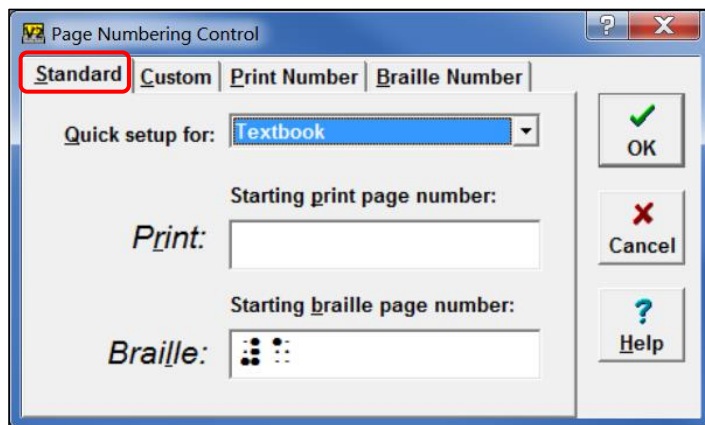 V2 Page Numbering Control ? X
Standard Custom Print Number Braille Number
Quick setup for: Textbook
OK
Starting print page number:
Print:
Cancel
Starting braille page number:
Braille: ⠼⠁
? Help